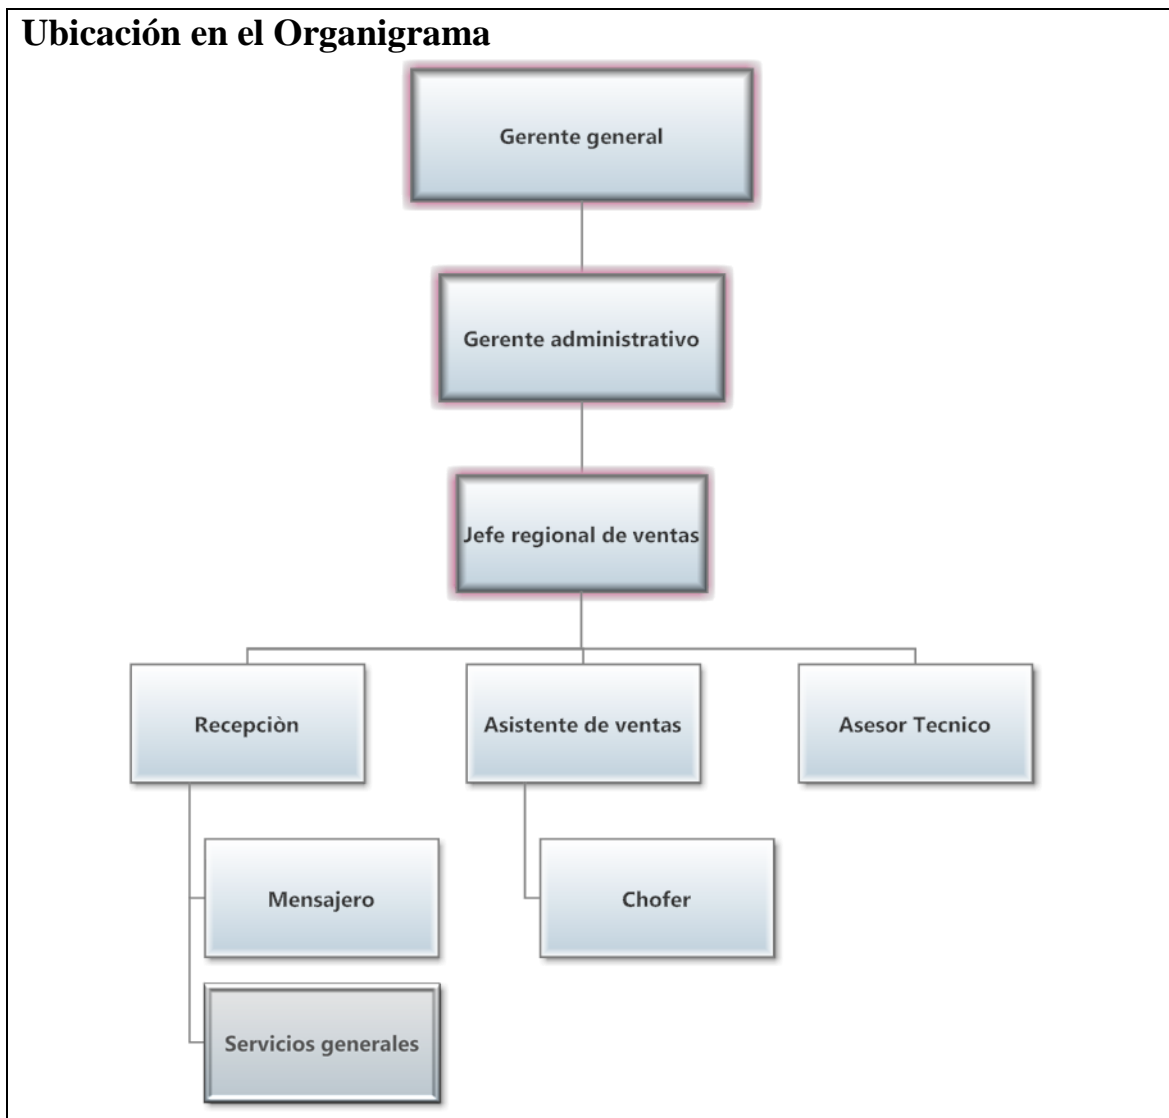 Ubicación en el Organigrama
Gerente general
Gerente administrativo
Jefe regional de ventas
Recepciòn
Asistente de ventas
Asesor Tecnico
Mensajero
Chofer
Servicios generales